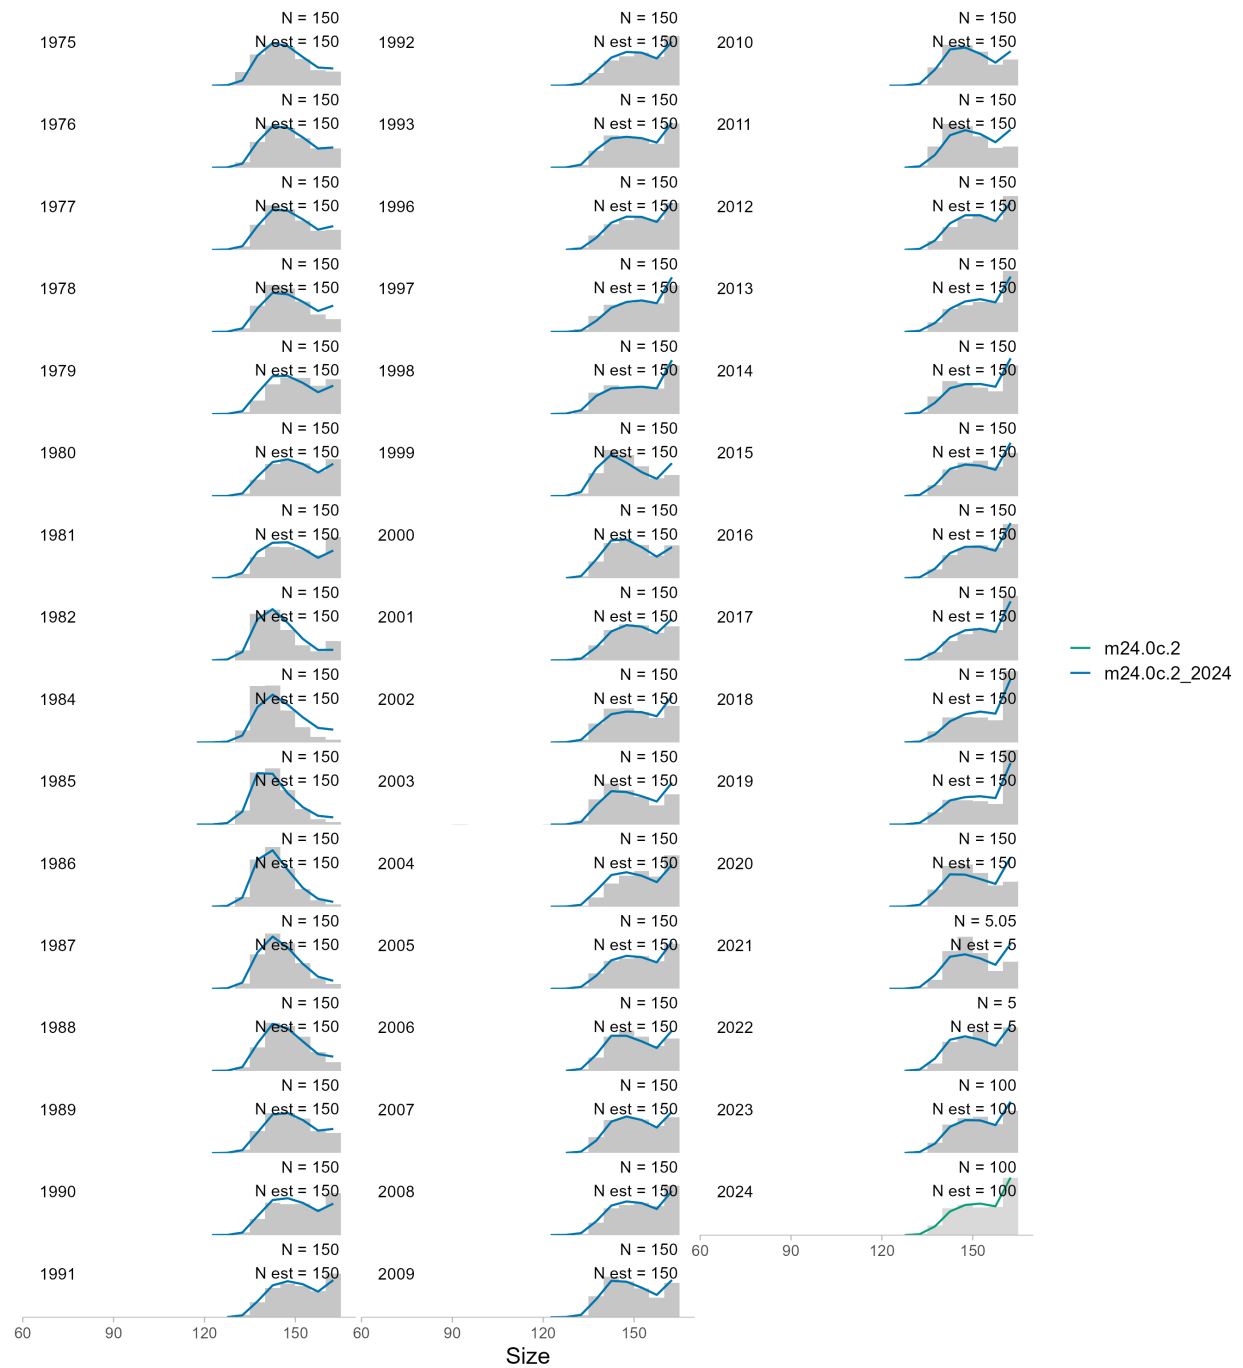 N = 150
1975
N est = 150
N = 150
1976
N est = 150
N = 150
1977
N est = 150
N = 150
1978
N est = 150
N = 150
1979
N est = 150
N = 150
1980
N est = 150
N = 150
1981
N est = 150
N = 150
1982
N est = 150
N = 150
1984
N est = 150
N = 150
1985
N est = 150
N = 150
1986
N est = 150
N = 150
1987
N est = 150
N = 150
1988
N est = 150
N = 150
1989
N est = 150
N = 150
1990
N est = 150
N = 150
1991
N est = 150
60 90 120 150
N = 150
1992
N est = 150
N = 150
1993
N est = 150
N = 150
1996
N est = 150
N = 150
1997
N est = 150
N = 150
1998
N est = 150
N = 150
1999
N est = 150
N = 150
2000
N est = 150
N = 150
2001
N est = 150
N = 150
2002
N est = 150
N = 150
2003
N est = 150
N = 150
2004
N est = 150
N = 150
2005
N est = 150
N = 150
2006
N est = 150
N = 150
2007
N est = 150
N = 150
2008
N est = 150
N = 150
2009
N est = 150
60 90 120 150
N = 150
2010
N est = 150
N = 150
2011
N est = 150
N = 150
2012
N est = 150
N = 150
2013
N est = 150
N = 150
2014
N est = 150
N = 150
2015
N est = 150
N = 150
2016
N est = 150
N = 150
2017
N est = 150
N = 150
2018
N est = 150
N = 150
2019
N est = 150
N = 150
2020
N est = 150
N = 5.05
2021
N est = 5
N = 5
2022
N est = 5
N = 100
2023
N est = 100
N = 100
2024
N est = 100
60 90 120 150
Size
m24.0c.2
m24.0c.2_2024